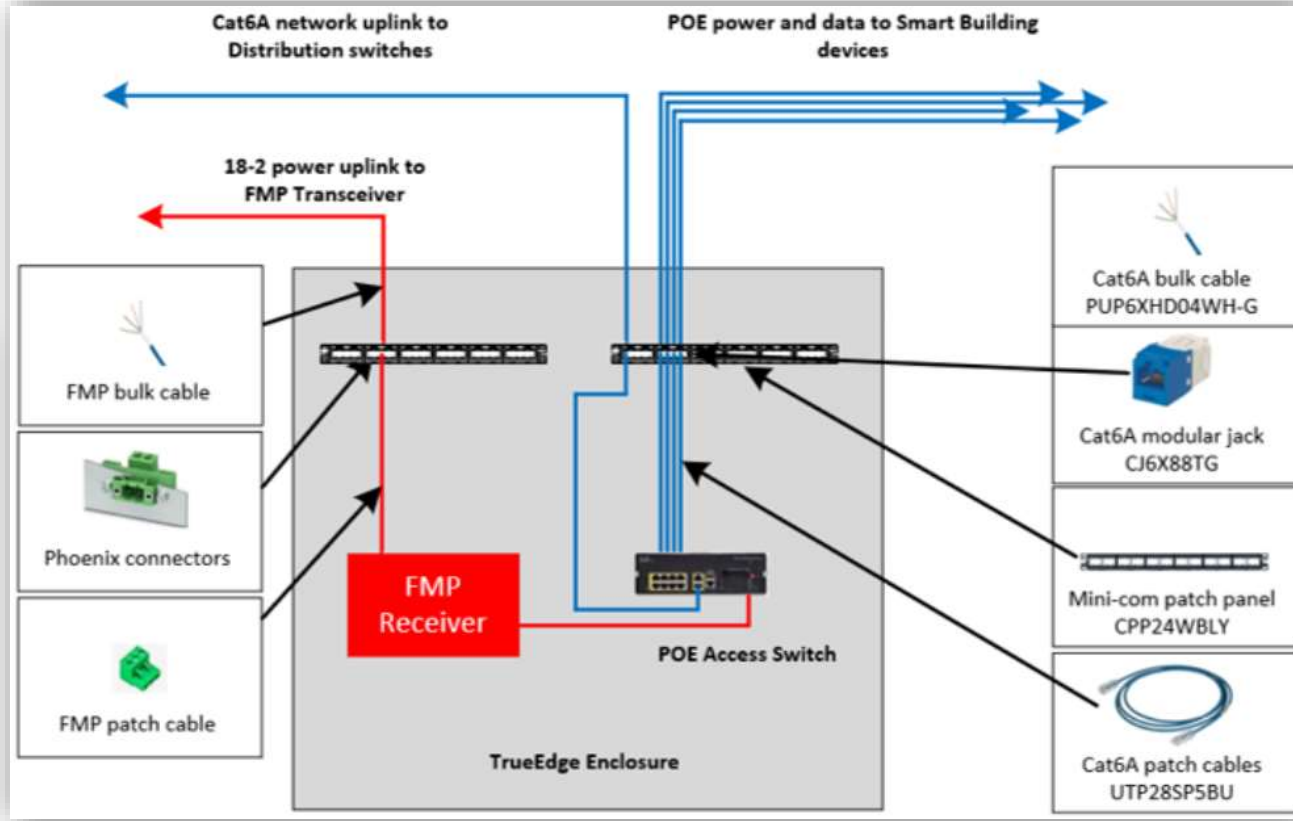 Cat6A network uplink to
Distribution switches
POE power and data to Smart Building
devices
18-2 power uplink to
FMP Transceiver
FMP bulk cable
Phoenix connectors
FMP patch cable
FMP
Receiver
POE Access Switch
TrueEdge Enclosure
Cat6A bulk cable
PUP6XHD04WH-G
Cat6A modular jack
CJ6X88TG
Mini-com patch panel
CPP24WBLY
Cat6A patch cables
UTP28SP5BU